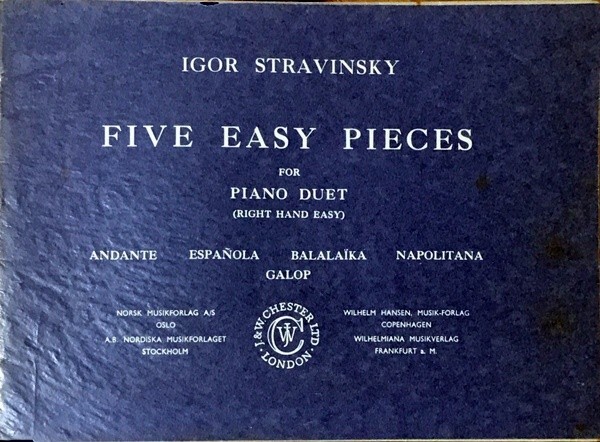 IGOR STRAVINSKY
FIVE EASY PIECES
FOR
PIANO DUET
(RIGHT HAND EASY)
ANDANTE ESPAÑOLA BALALAÏKA NAPOLITANA
GALOP
NORSK MUSIKFORLAG A/S
OSLO
A.B. NORDISKA MUSIKFORLAGET
STOCKHOLM
J. & W. CHESTER LTD.
LONDON
JWC
WILHELM HANSEN, MUSIK-FORLAG
COPENHAGEN
WILHELMIANA MUSIKVERLAG
FRANKFURT a. M.